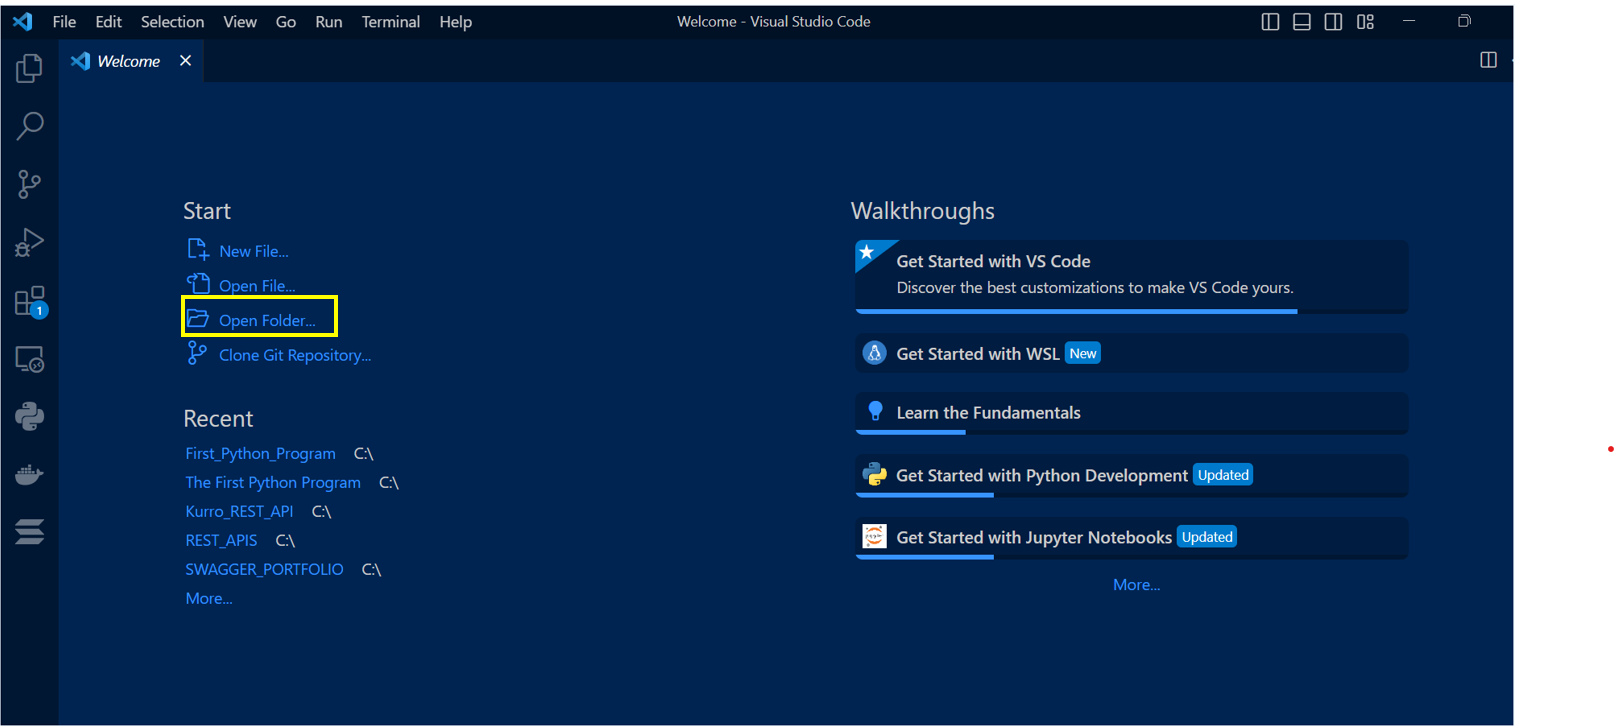 File Edit Selection View Go Run Terminal Help
Welcome - Visual Studio Code
Welcome
Start
New File...
Open File...
Open Folder...
Clone Git Repository...
Recent
First_Python_Program C:\
The First Python Program C:\
Kurro_REST_API C:\
REST_APIS C:\
SWAGGER_PORTFOLIO C:\
More...
Walkthroughs
Get Started with VS Code
Discover the best customizations to make VS Code yours.
Get Started with WSL New
Learn the Fundamentals
Get Started with Python Development Updated
Get Started with Jupyter Notebooks Updated
More...
1